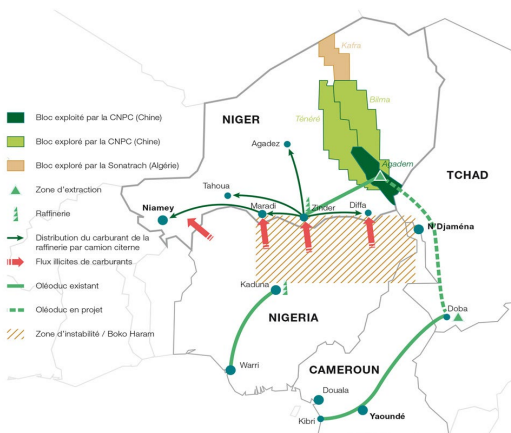 Bloc exploité par la CNPC (Chine)
Bloc exploré par la CNPC (Chine)
Bloc exploré par la Sonatrach (Algérie)
Zone d'extraction
Raffinerie
Distribution de carburant de la
raffinerie par camion citerne
Flux illicites de carburants
Oléoduc existant
Oléoduc en projet
Zone d'instabilité / Boko Haram
Kafra
Bilma
Ténéré
NIGER
Agadez
Agadem
TCHAD
Tahoua
Niamey
Maradi
Zinder
Diffa
N'Djaména
Kaduna
NIGERIA
Doba
Warri
CAMEROUN
Douala
Kibri
Yaoundé